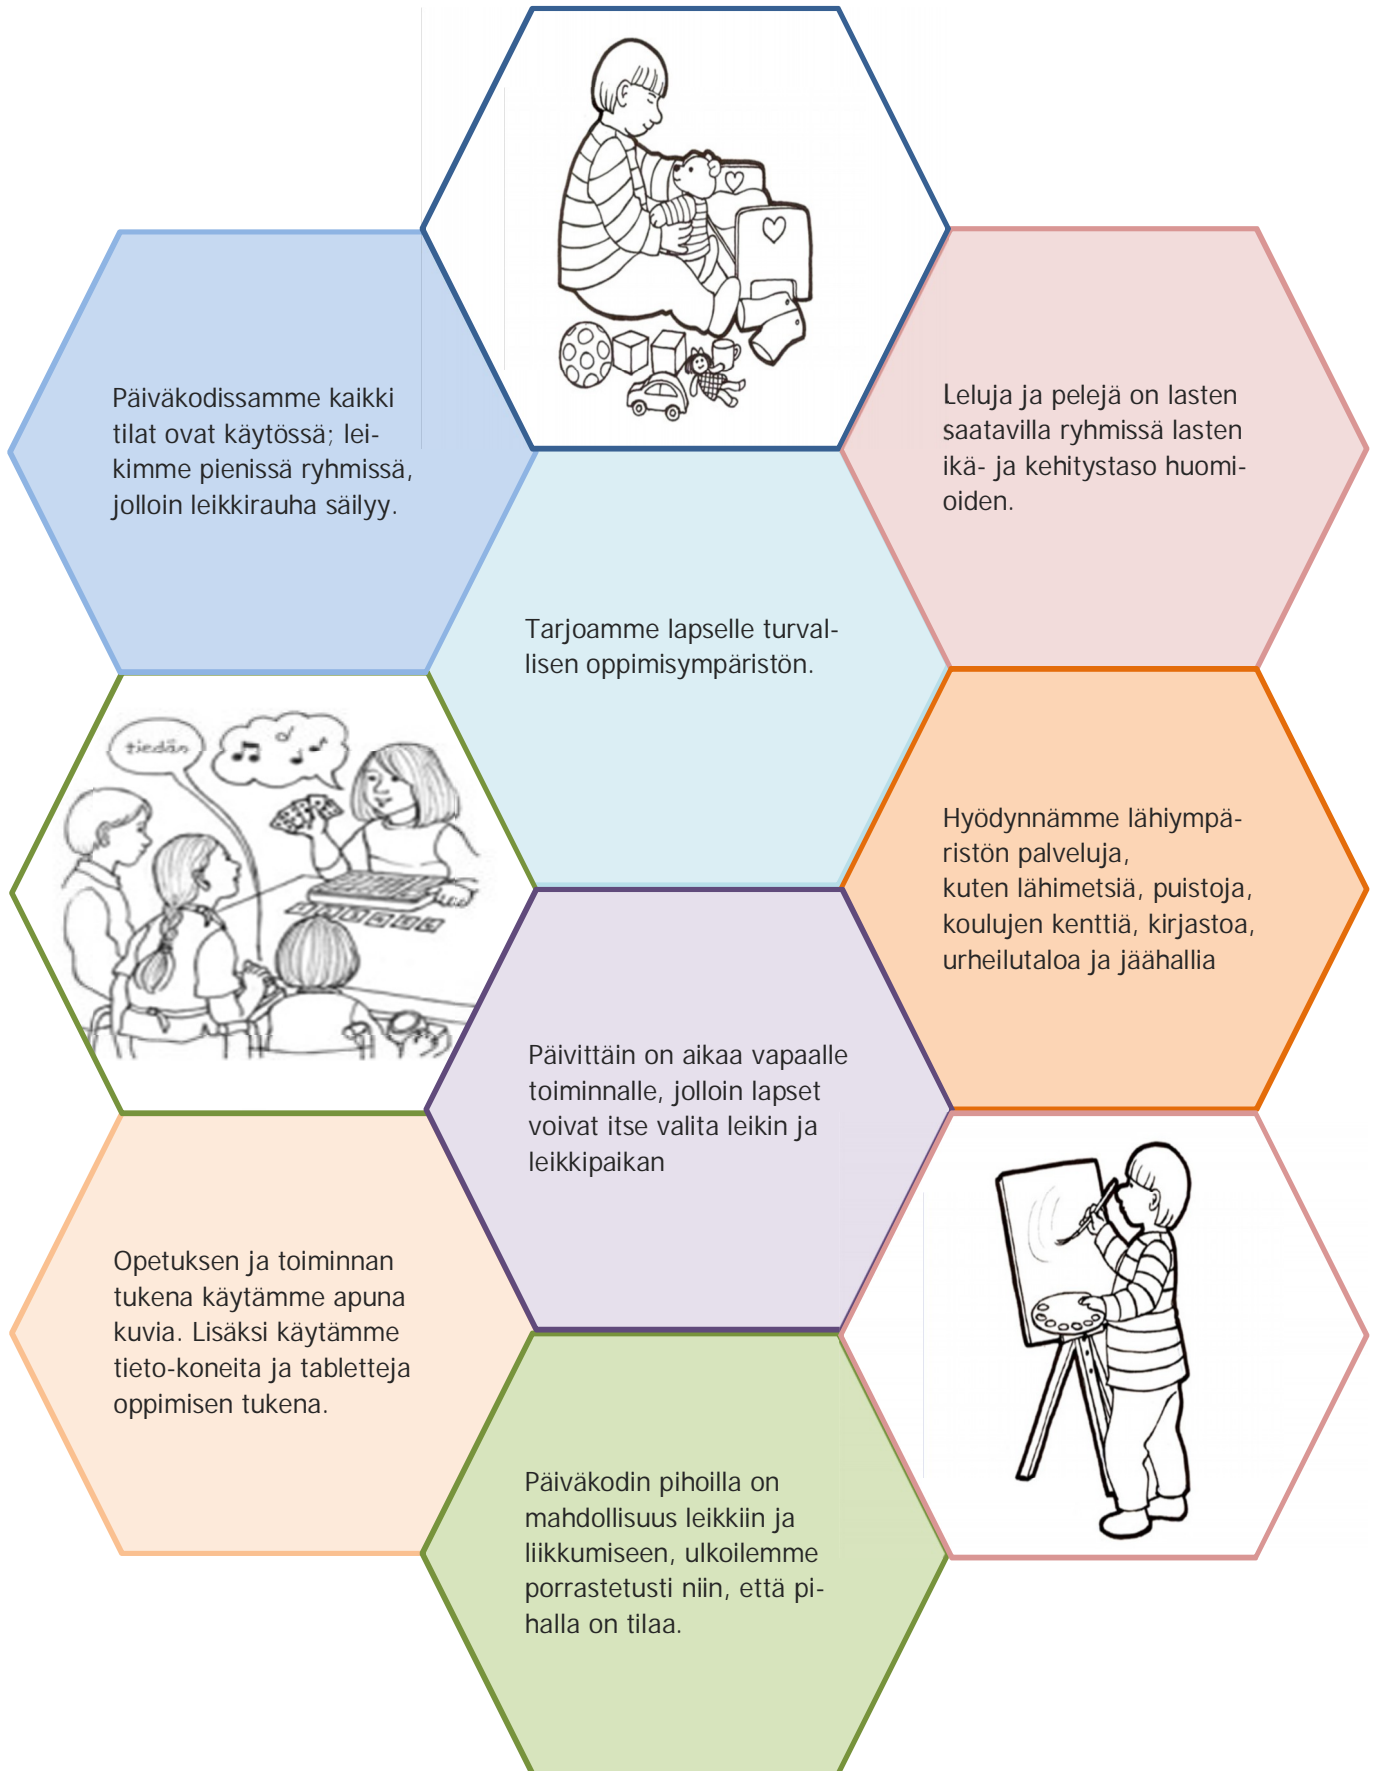 Päiväkodissamme kaikki
tilat ovat käytössä; lei-
kimme pienissä ryhmissä,
jolloin leikkirauha säilyy.
Leluja ja pelejä on lasten
saatavilla ryhmissä lasten
ikä- ja kehitystaso huomi-
oiden.
Tarjoamme lapselle turval-
lisen oppimisympäristön.
tiedän
Hyödynnämme lähiympä-
ristön palveluja,
kuten lähimetsiä, puistoja,
koulujen kenttiä, kirjastoa,
urheilutaloa ja jäähallia
Päivittäin on aikaa vapaalle
toiminnalle, jolloin lapset
voivat itse valita leikin ja
leikkipaikan
Opetuksen ja toiminnan
tukena käytämme apuna
kuvia. Lisäksi käytämme
tieto-koneita ja tabletteja
oppimisen tukena.
Päiväkodin pihoilla on
mahdollisuus leikkiin ja
liikkumiseen, ulkoilemme
porrastetusti niin, että pi-
halla on tilaa.